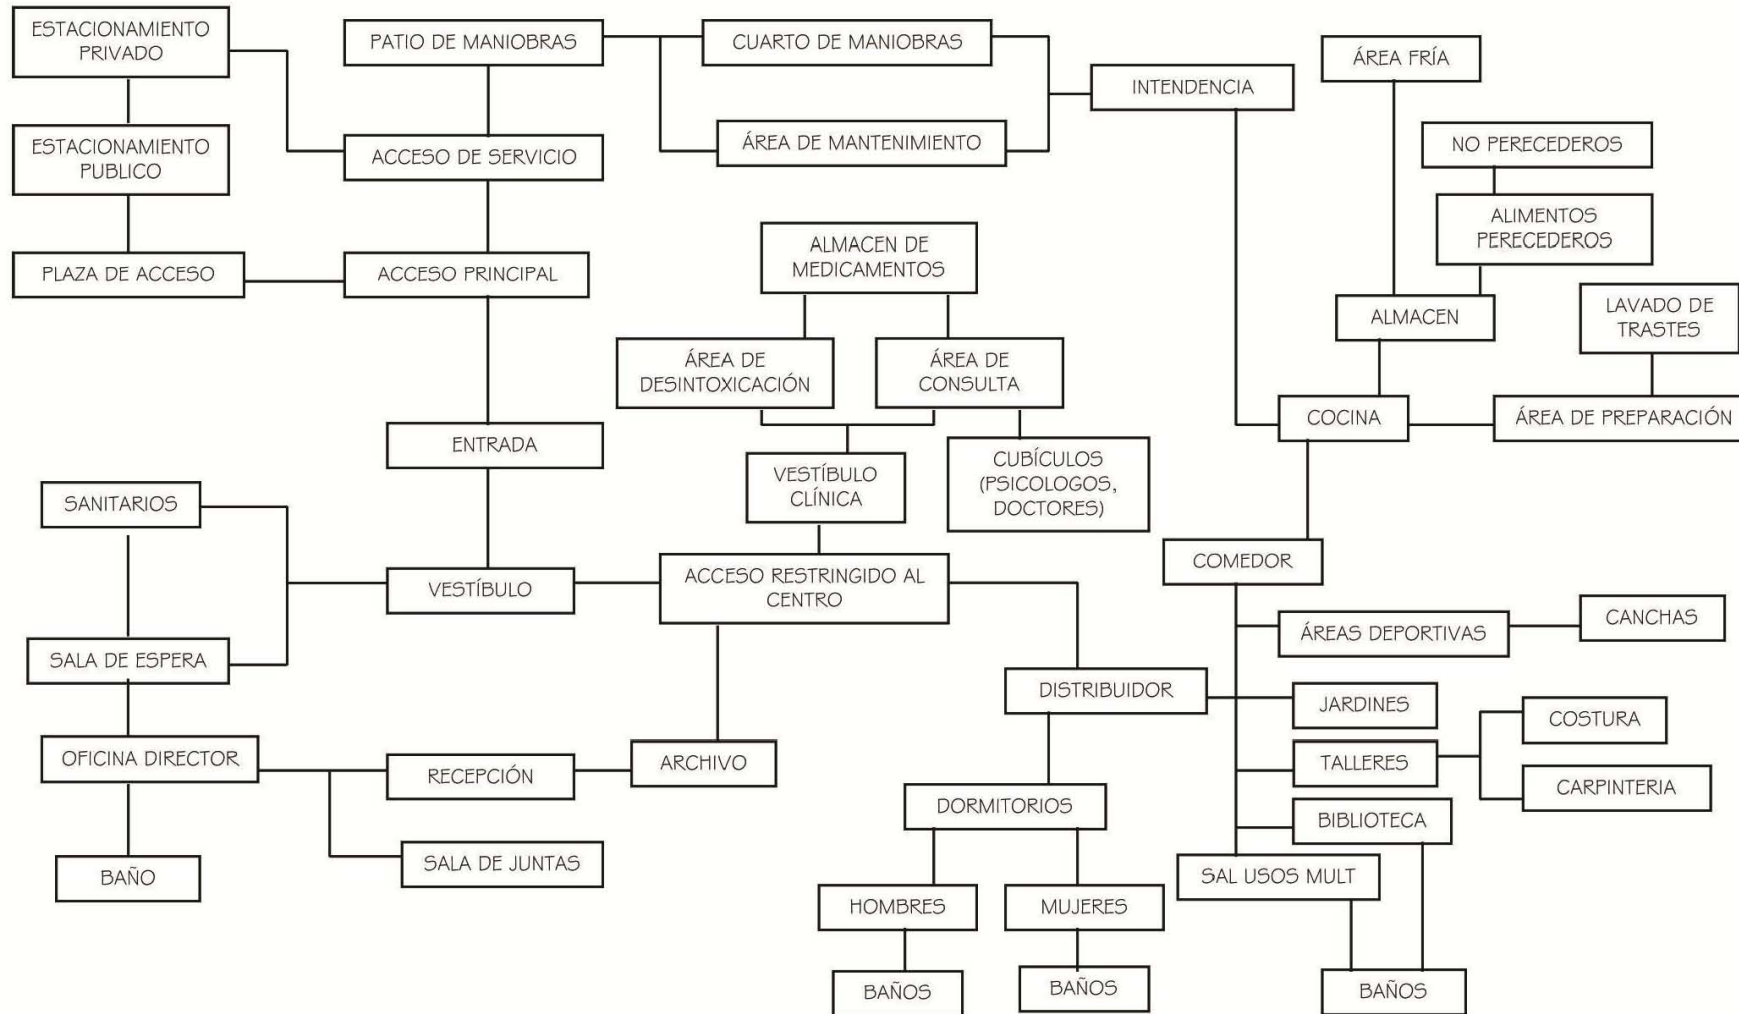 ESTACIONAMIENTO
PRIVADO
PATIO DE MANIOBRAS
CUARTO DE MANIOBRAS
ÁREA FRÍA
INTENDENCIA
ESTACIONAMIENTO
PUBLICO
ACCESO DE SERVICIO
ÁREA DE MANTENIMIENTO
NO PERECEDEROS
ALIMENTOS
PERECEDEROS
PLAZA DE ACCESO
ACCESO PRINCIPAL
ALMACEN DE
MEDICAMENTOS
ALMACEN
LAVADO DE
TRASTES
ÁREA DE
DESINTOXICACIÓN
ÁREA DE
CONSULTA
COCINA
ÁREA DE PREPARACIÓN
ENTRADA
VESTÍBULO
CLÍNICA
CUBÍCULOS
(PSICOLOGOS,
DOCTORES)
SANITARIOS
COMEDOR
VESTÍBULO
ACCESO RESTRINGIDO AL
CENTRO
ÁREAS DEPORTIVAS
CANCHAS
SALA DE ESPERA
DISTRIBUIDOR
JARDINES
COSTURA
OFICINA DIRECTOR
RECEPCIÓN
ARCHIVO
TALLERES
CARPINTERIA
DORMITORIOS
BIBLIOTECA
BAÑO
SALA DE JUNTAS
SAL USOS MULT
HOMBRES
MUJERES
BAÑOS
BAÑOS
BAÑOS